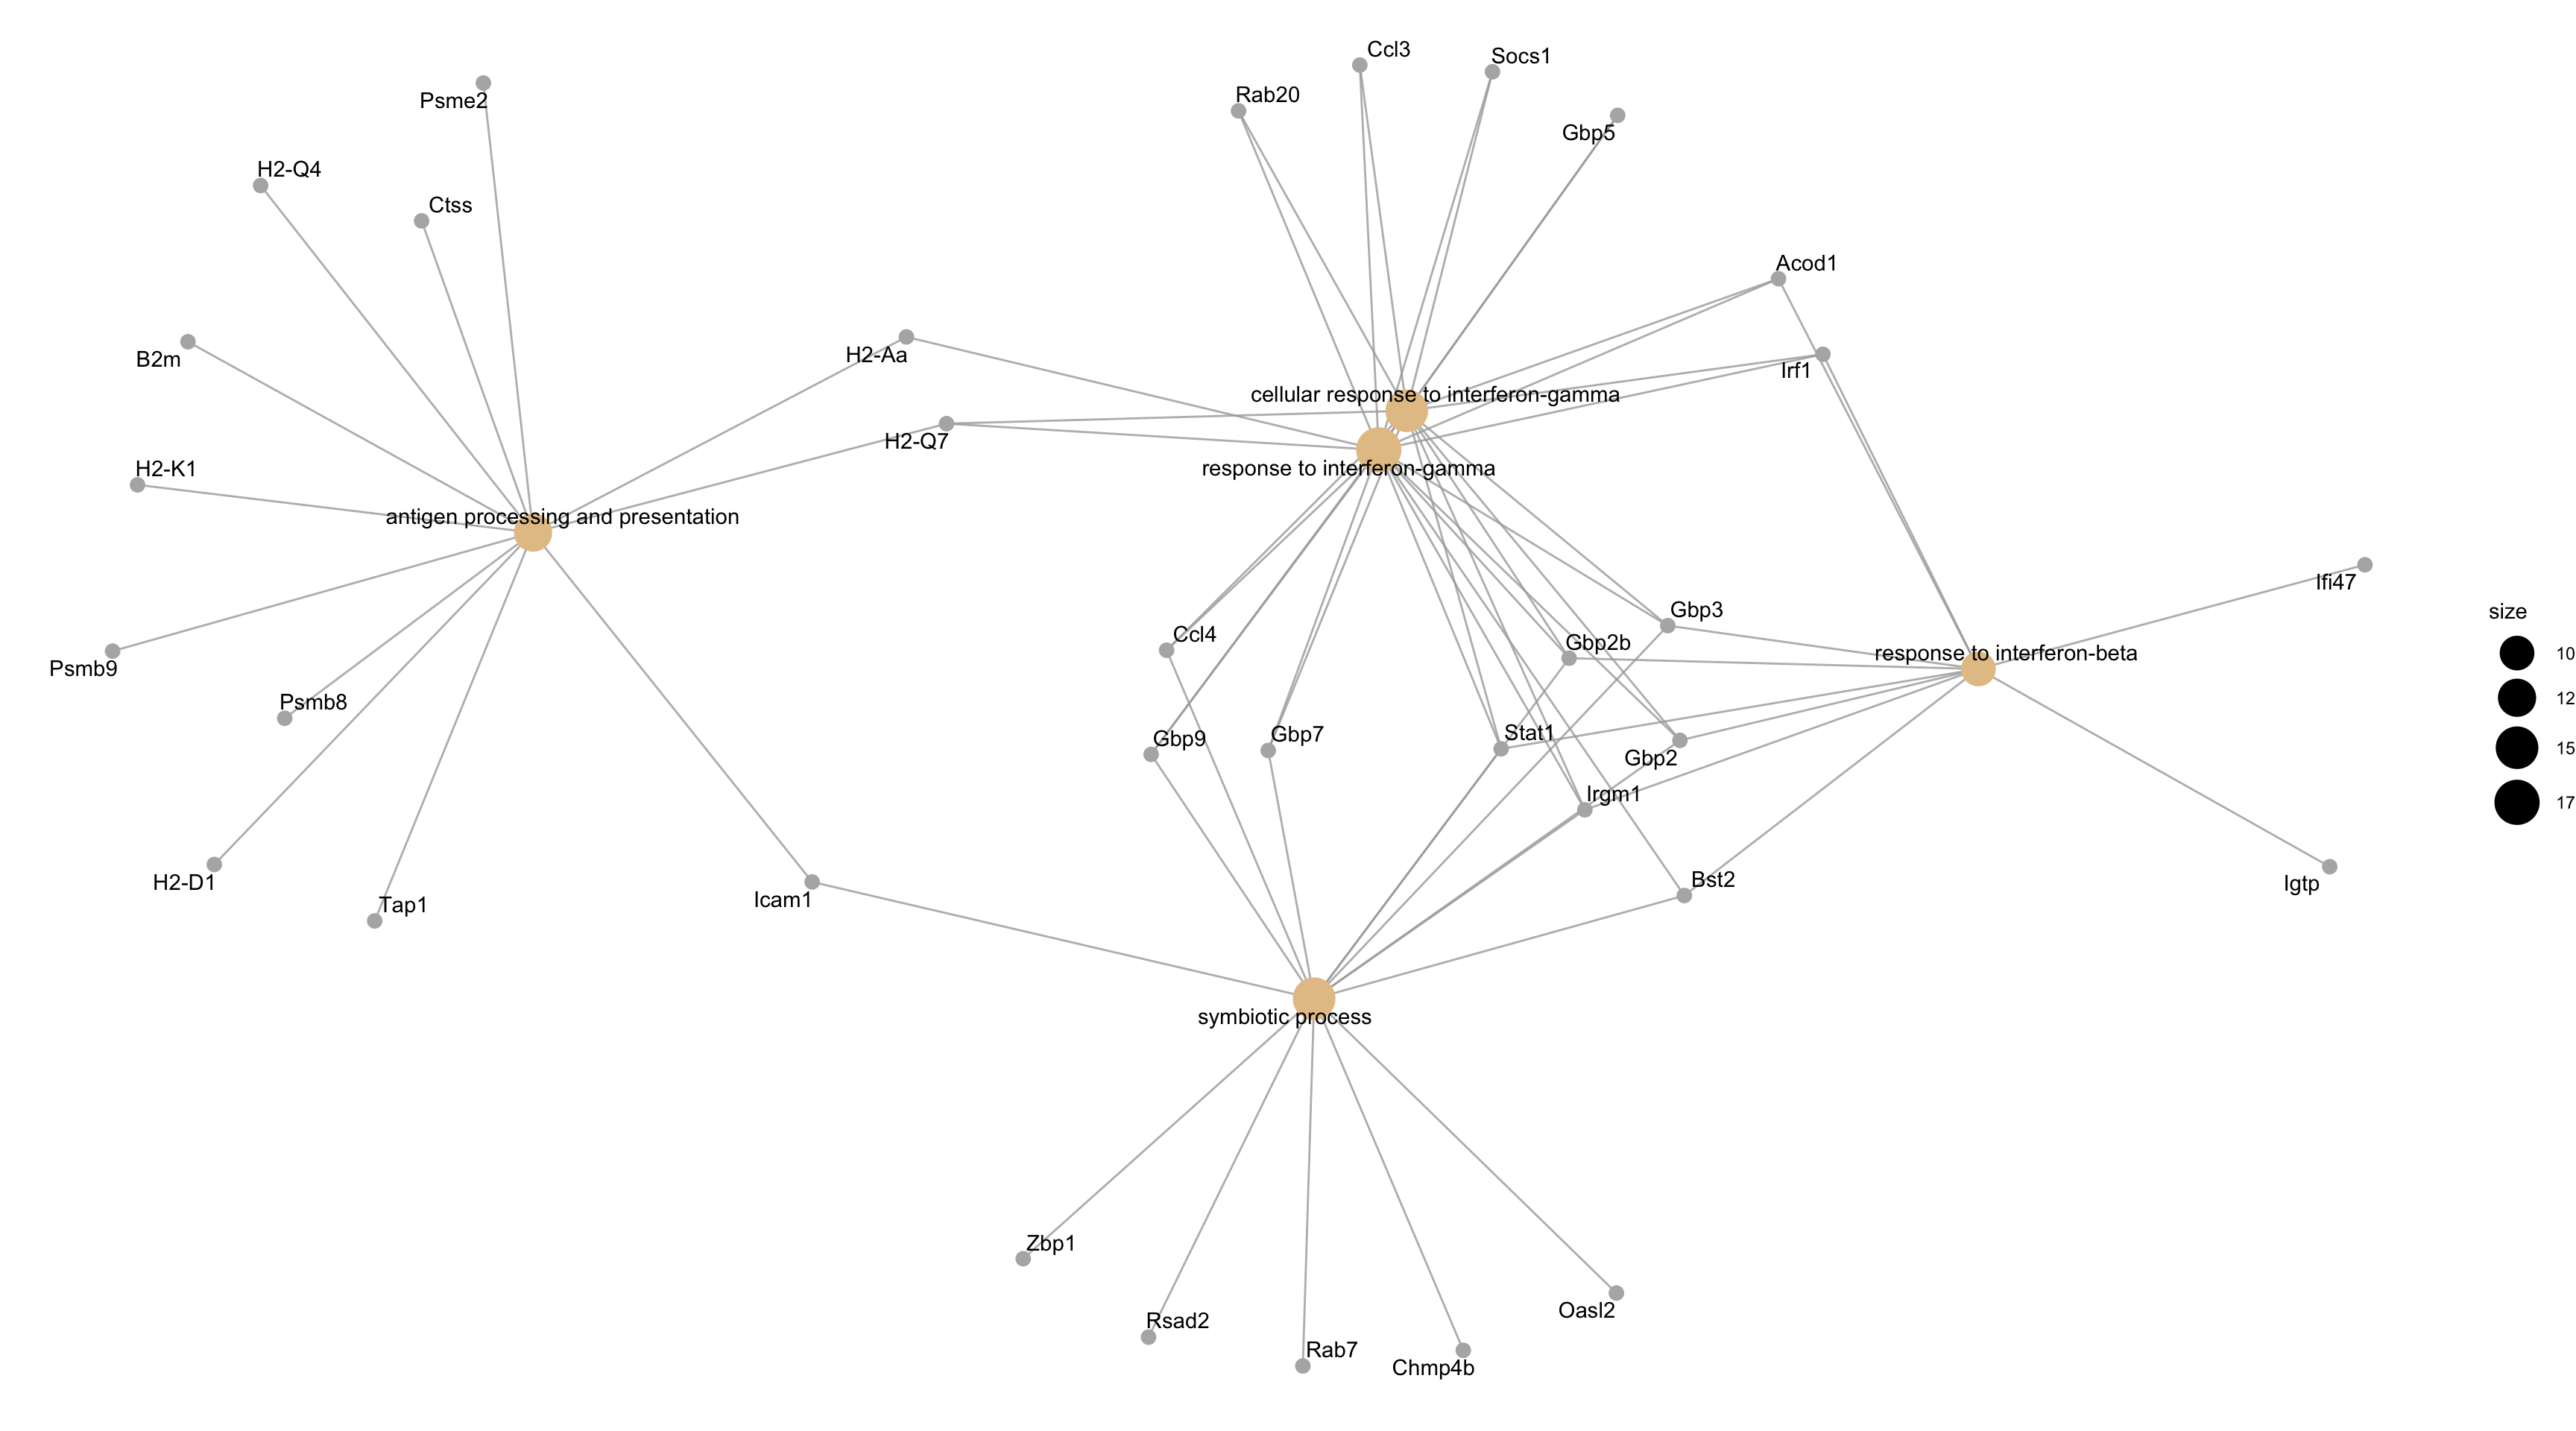 Ccl3
Socs1
Rab20
Psme2
Gbp5
H2-Q4
Ctss
Acod1
B2m
H2-Aa
Irf1
cellular response to interferon-gamma
H2-Q7
response to interferon-gamma
H2-K1
antigen processing and presentation
Ifi47
Gbp3
size
Ccl4
Gbp2b
response to interferon-beta
10
Psmb9
12
Psmb8
Stat1
Gbp7
Gbp9
15
Gbp2
Irgm1
17
Bst2
H2-D1
Igtp
Icam1
Tap1
symbiotic process
Zbp1
Oasl2
Rsad2
Rab7
Chmp4b